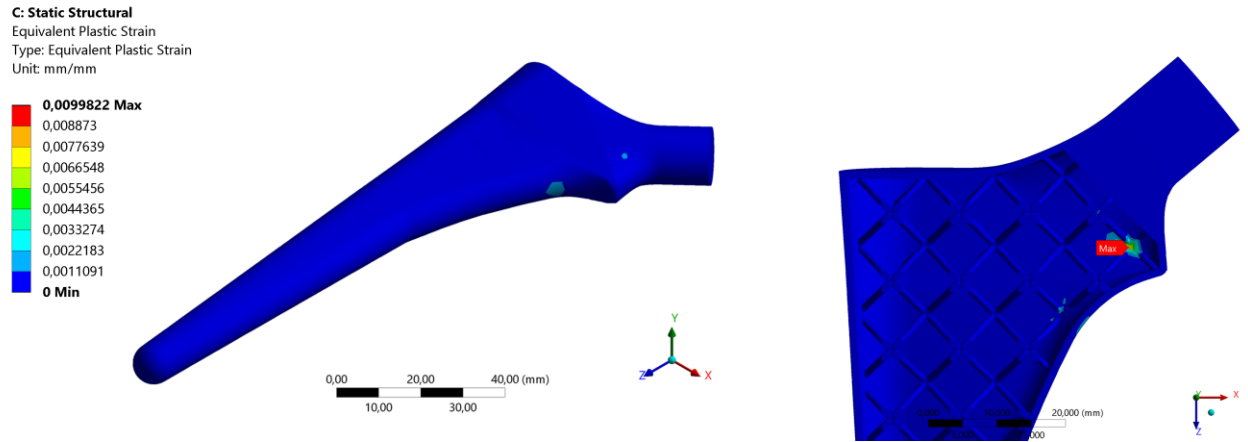 C: Static Structural
Equivalent Plastic Strain
Type: Equivalent Plastic Strain
Unit: mm/mm
0,0099822 Max
0,008873
0,0077639
0,0066548
0,0055456
0,0044365
0,0033274
0,0022183
0,0011091
0 Min
0,00 20,00 40,00 (mm)
10,00 30,00
Y
Z X
Max
20,000 (mm)
Y X
Z